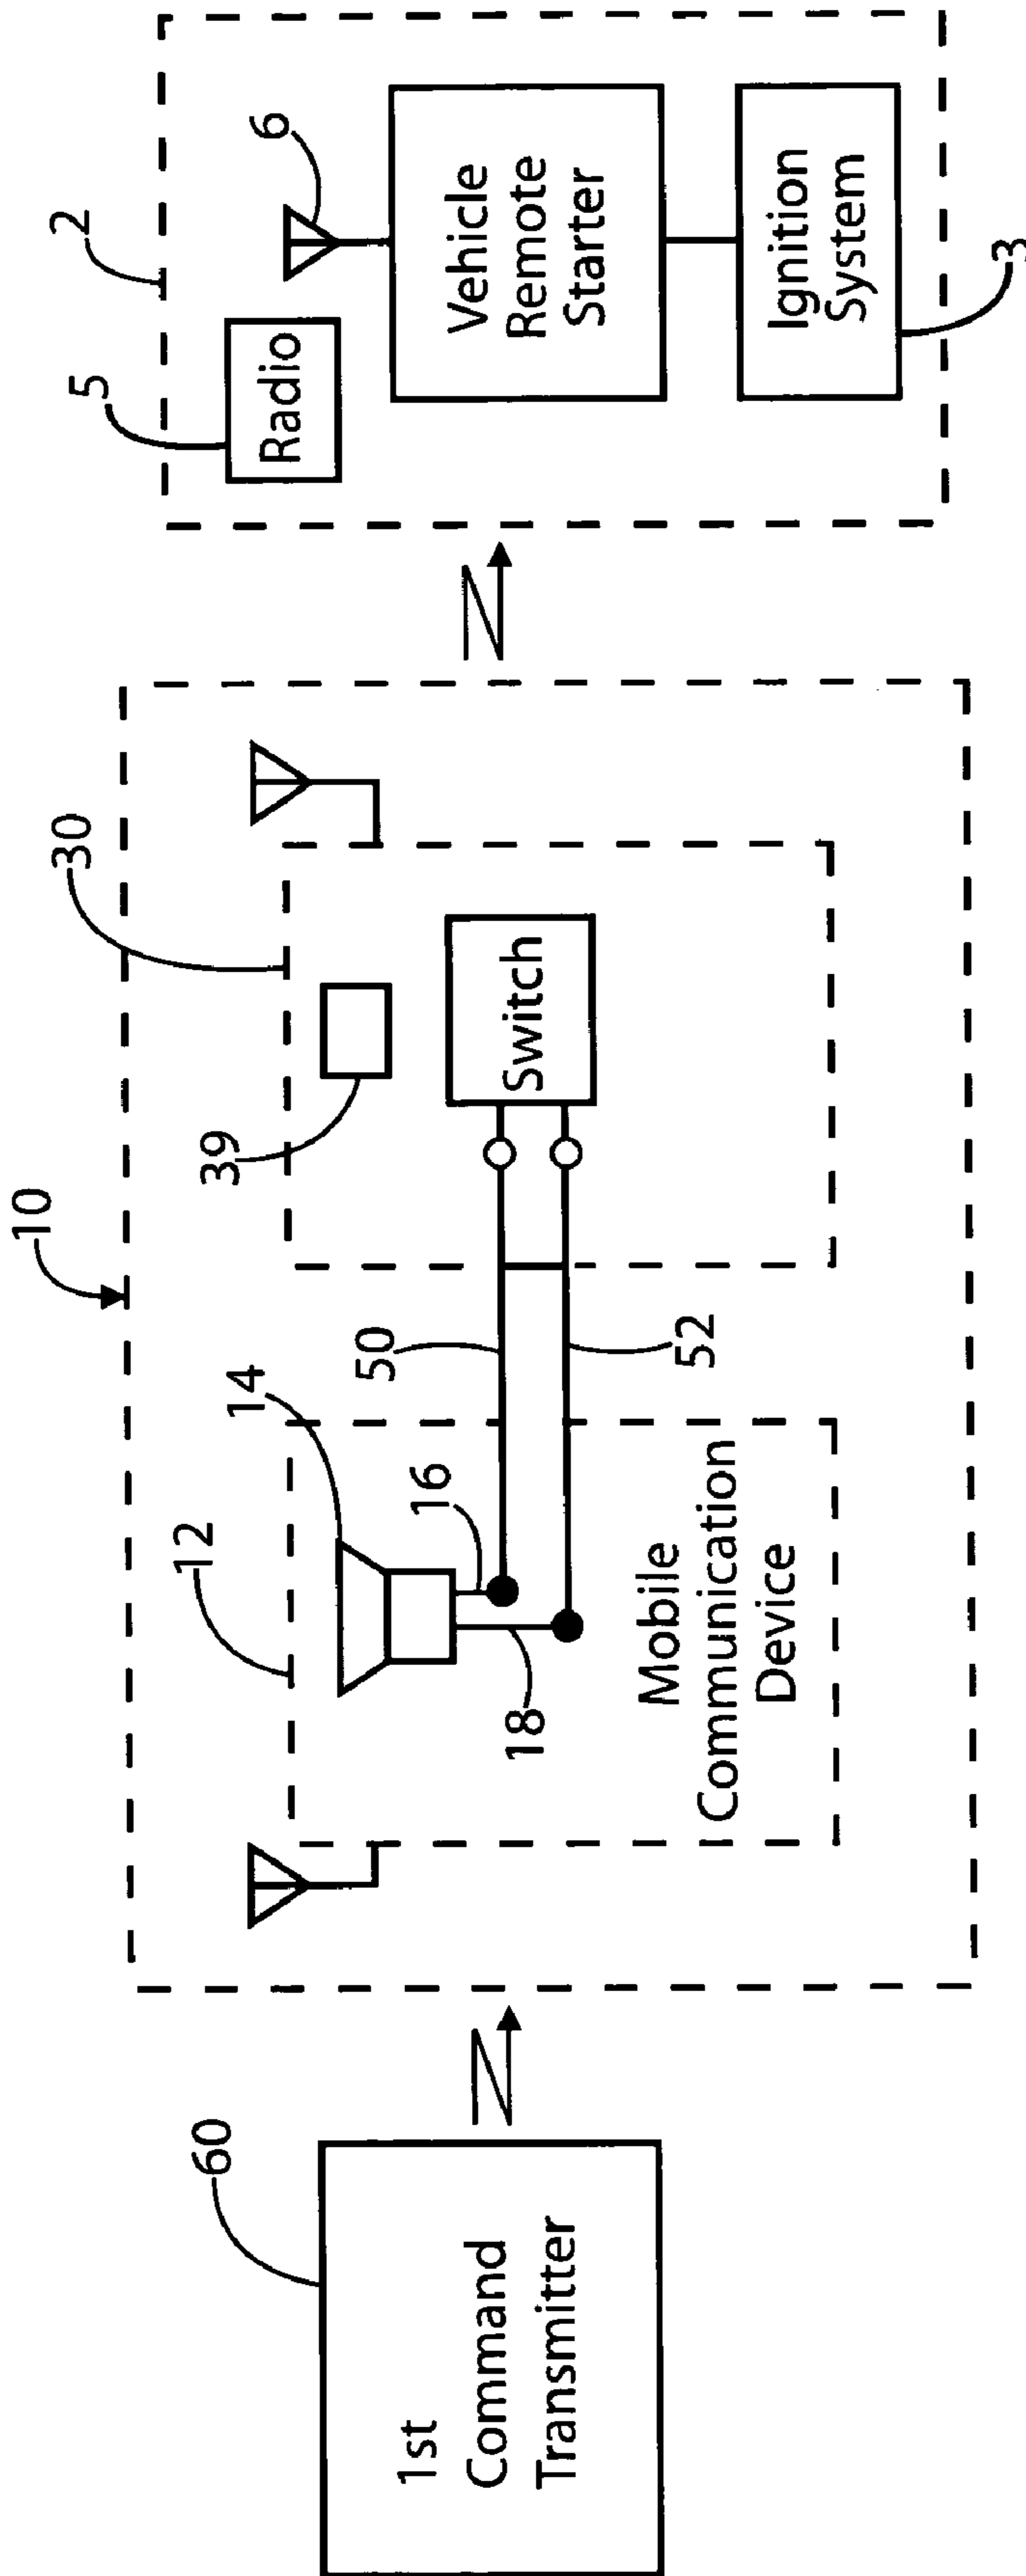 60
1st
Command
Transmitter
10
12
14
16
18
Mobile
Communication
Device
50
52
30
39
Switch
2
5
Radio
6
Vehicle
Remote
Starter
Ignition
System
3